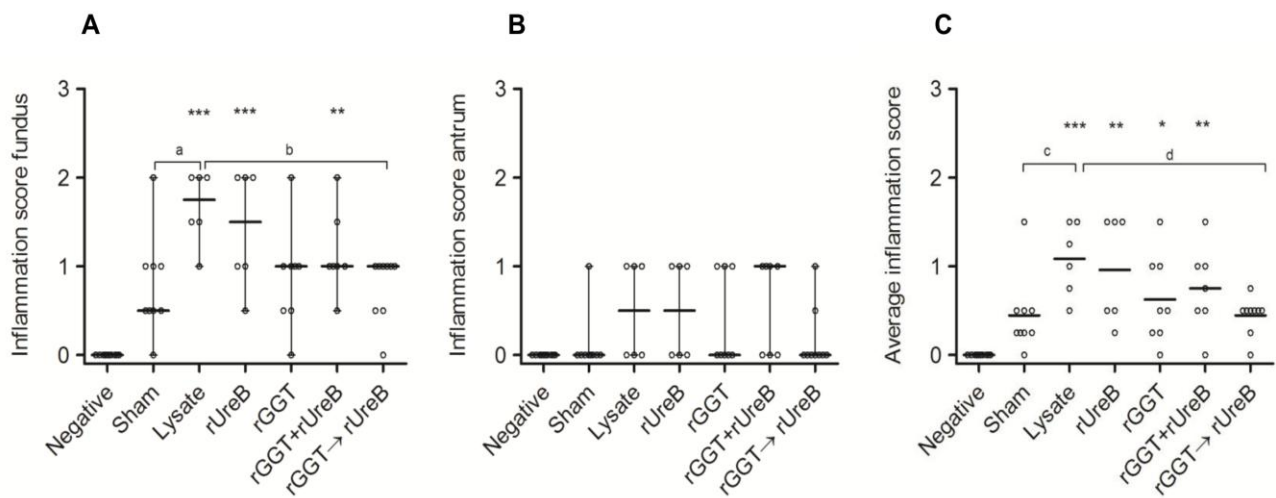 A
B
C
Inflammation score fundus
3
2
1
0
***
***
**
a
b
Negative
Sham
Lysate
rUreB
rGGT
rGGT+rUreB
rGGT→ rUreB
Inflammation score antrum
3
2
1
0
Negative
Sham
Lysate
rUreB
rGGT
rGGT+rUreB
rGGT→ rUreB
Average inflammation score
3
2
1
0
***
**
*
**
c
d
Negative
Sham
Lysate
rUreB
rGGT
rGGT+rUreB
rGGT→ rUreB